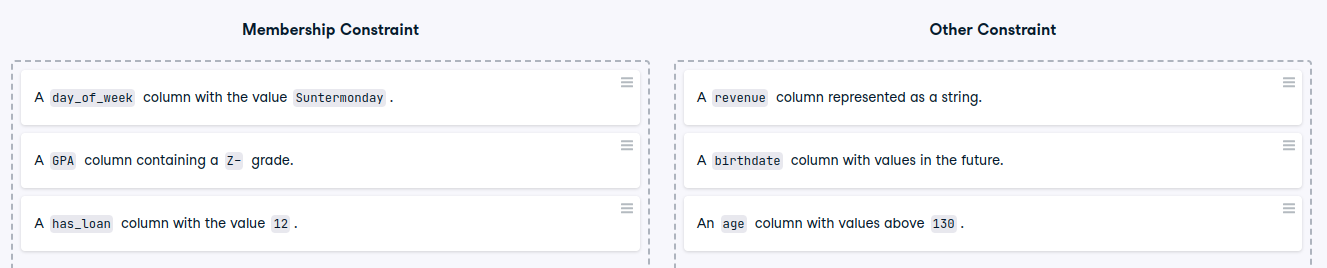 Membership Constraint
A day_of_week column with the value Suntermonday.
A GPA column containing a Z- grade.
A has_loan column with the value 12.
Other Constraint
A revenue column represented as a string.
A birthdate column with values in the future.
An age column with values above 130.